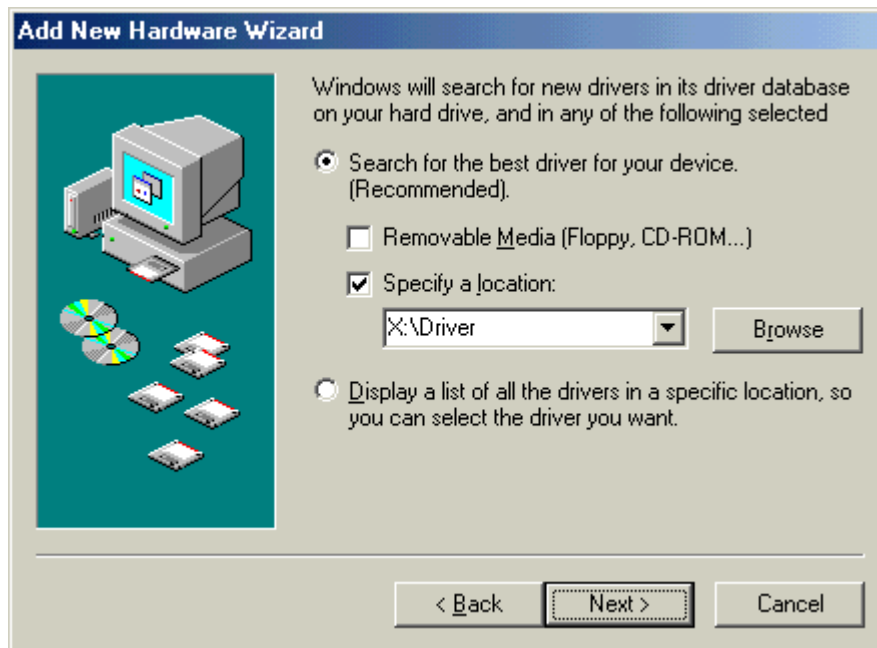 Add New Hardware Wizard
Windows will search for new drivers in its driver database
on your hard drive, and in any of the following selected
Search for the best driver for your device.
(Recommended).
Removable Media (Floppy, CD-ROM...)
Specify a location:
X:\Driver
Browse
Display a list of all the drivers in a specific location, so
you can select the driver you want.
< Back
Next >
Cancel